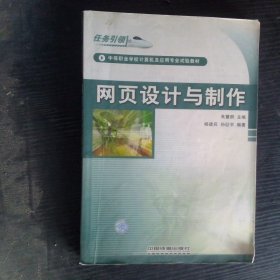 任务引领
中等职业学校计算机及应用专业试验教材
网页设计与制作
主编
编著
中国铁道出版社